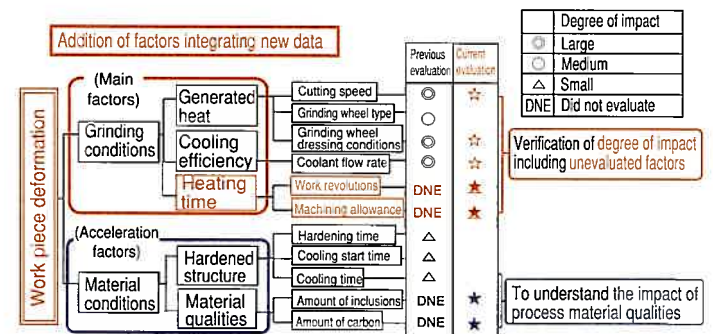 Addition of factors integrating new data
Degree of impact
◎ Large
○ Medium
△ Small
DNE Did not evaluate
Previous evaluation
Current evaluation
Work piece deformation
(Main factors)
Grinding conditions
Generated heat
Cooling efficiency
Heating time
Cutting speed ◎ ☆
Grinding wheel type ○
Grinding wheel dressing conditions ◎ ☆
Coolant flow rate ◎ ☆
Work revolutions DNE ★
Machining allowance DNE ★
Verification of degree of impact
including unevaluated factors
(Acceleration factors)
Material conditions
Hardened structure
Material qualities
Hardening time △
Cooling start time △
Cooling time △
Amount of inclusions DNE ★
Amount of carbon DNE ★
To understand the impact of
process material qualities